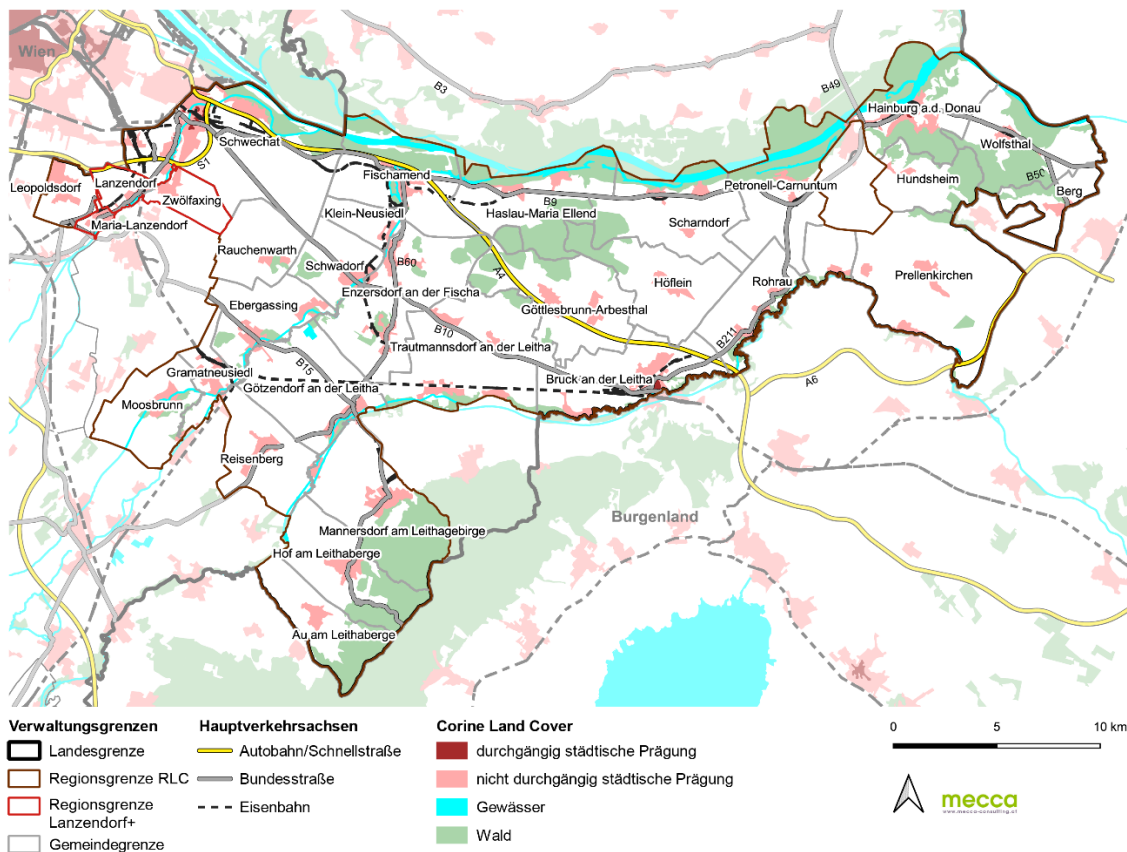 Wien
B3
B49
Hainburg a.d. Donau
Wolfsthal
Schwechat
S1
Leopoldsdorf
Lanzendorf
Zwölfaxing
Maria-Lanzendorf
Fischamend
Klein-Neusiedl
B9
Haslau-Maria Ellend
Petronell-Carnuntum
Hundsheim
B50
Berg
Scharndorf
Rauchenwarth
Schwadorf
B60
A4
Höflein
Rohrau
Prellenkirchen
Ebergassing
Enzersdorf an der Fischa
Göttlesbrunn-Arbesthal
B10
B211
Trautmannsdorf an der Leitha
B15
Gramatneusiedl
Götzendorf an der Leitha
Bruck an der Leitha
A6
Moosbrunn
Reisenberg
Burgenland
Mannersdorf am Leithagebirge
Hof am Leithaberge
Au am Leithaberge
Verwaltungsgrenzen
Landesgrenze
Regionsgrenze RLC
Regionsgrenze
Lanzendorf+
Gemeindegrenze
Hauptverkehrsachsen
Autobahn/Schnellstraße
Bundesstraße
Eisenbahn
Corine Land Cover
durchgängig städtische Prägung
nicht durchgängig städtische Prägung
Gewässer
Wald
0 5 10 km
mecca
www.mecca-consulting.at